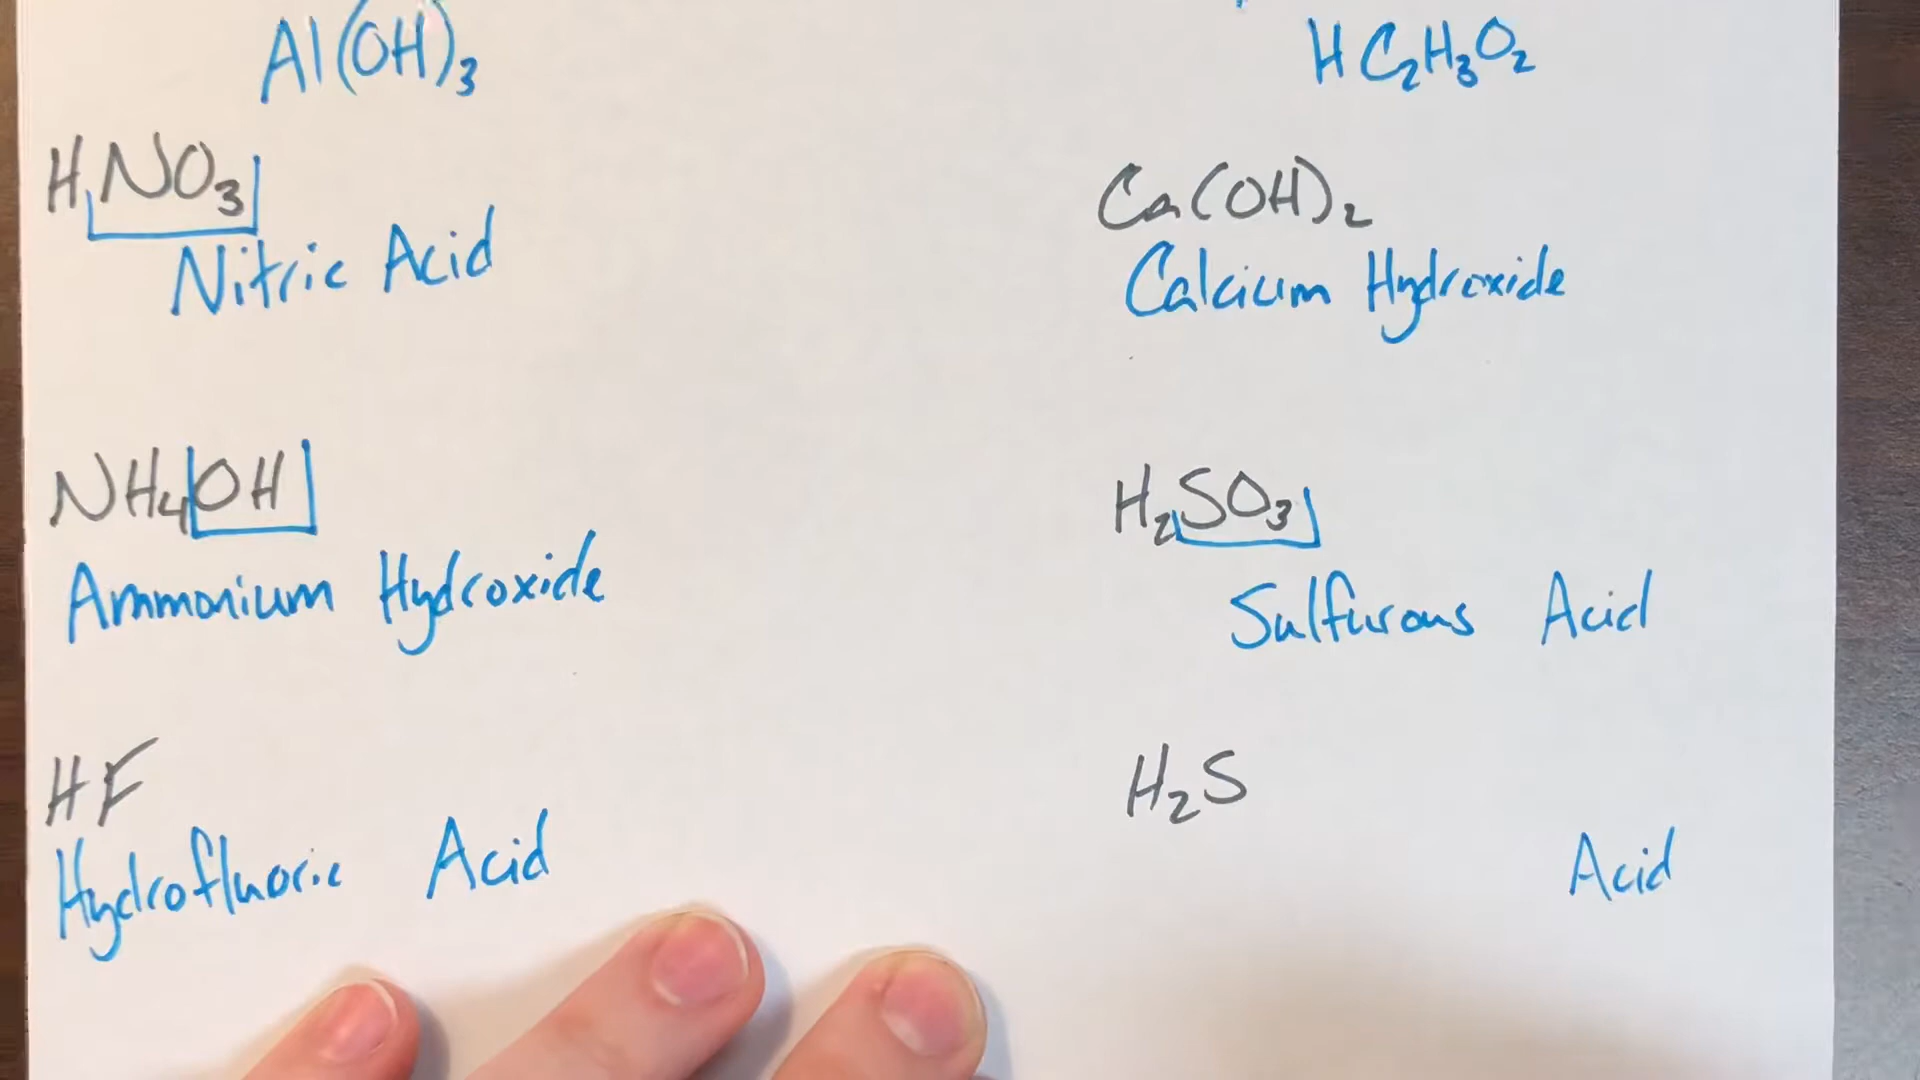 Al(OH)₃
HC₂H₃O₂
HNO₃
Nitric Acid
Ca(OH)₂
Calcium Hydroxide
NH₄OH
Ammonium Hydroxide
H₂SO₃
Sulfurous Acid
HF
Hydrofluoric Acid
H₂S
Acid